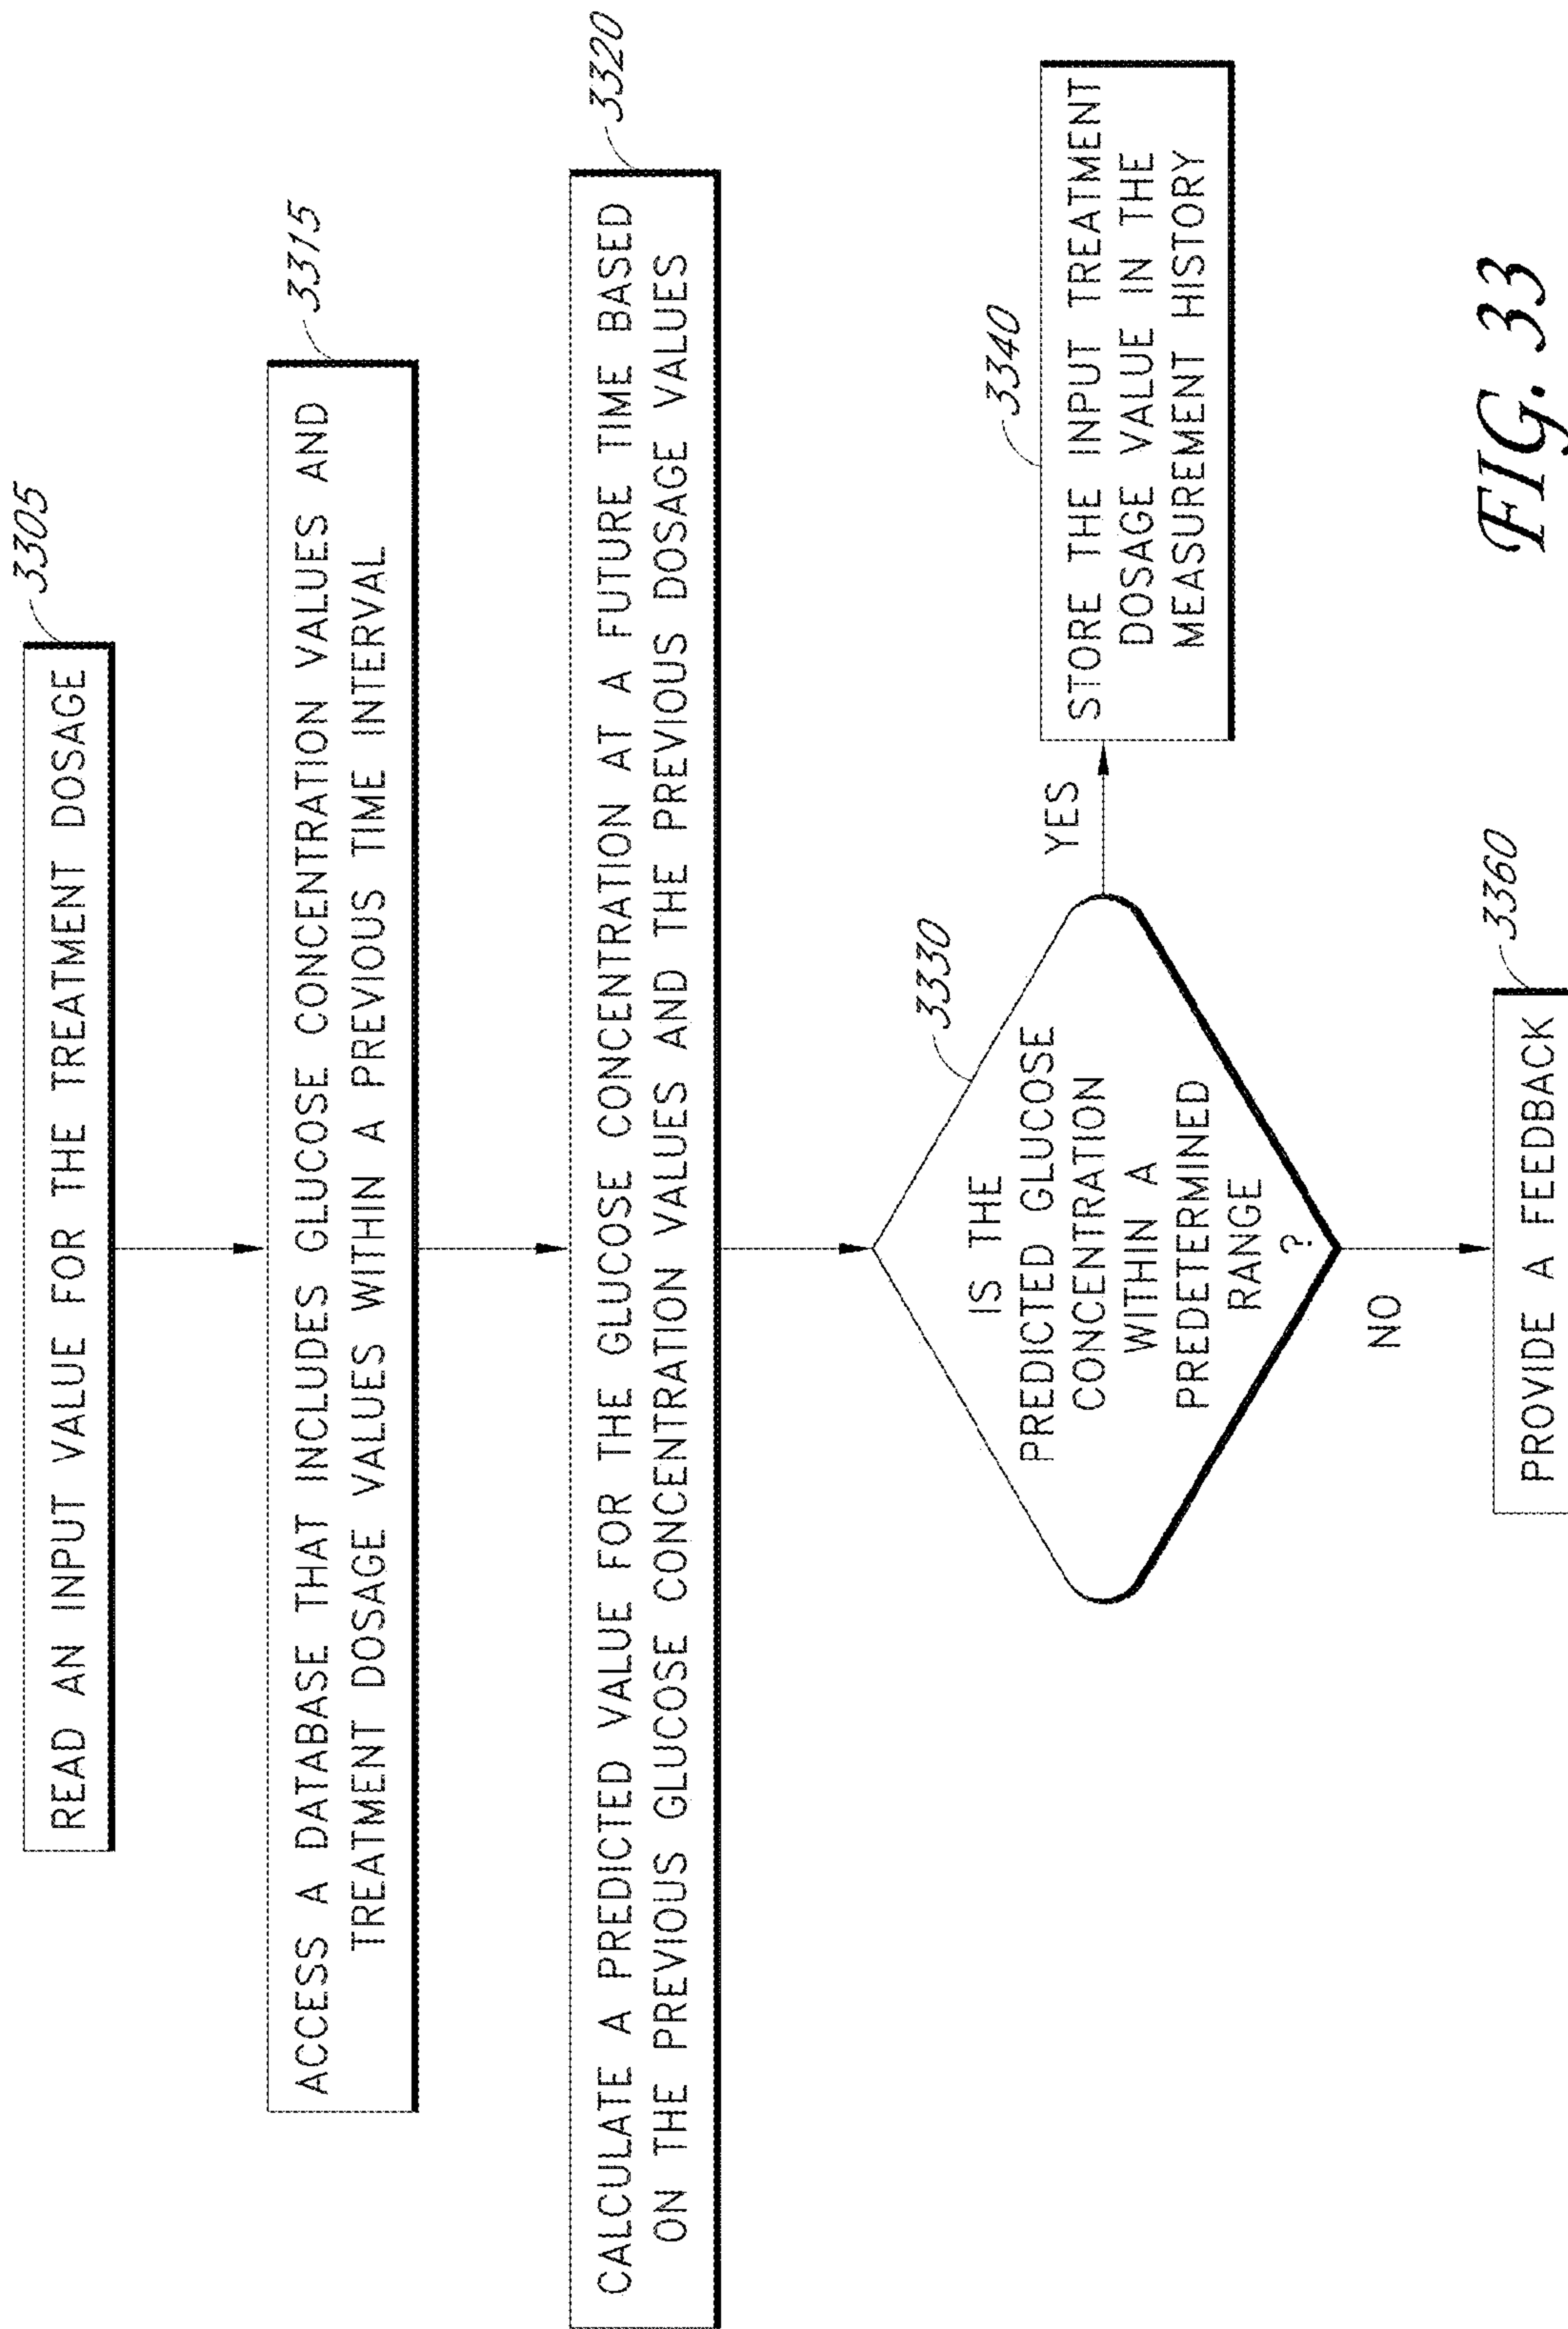 3305
READ AN INPUT VALUE FOR THE TREATMENT DOSAGE
3315
ACCESS A DATABASE THAT INCLUDES GLUCOSE CONCENTRATION VALUES AND
TREATMENT DOSAGE VALUES WITHIN A PREVIOUS TIME INTERVAL
3320
CALCULATE A PREDICTED VALUE FOR THE GLUCOSE CONCENTRATION AT A FUTURE TIME BASED
ON THE PREVIOUS GLUCOSE CONCENTRATION VALUES AND THE PREVIOUS DOSAGE VALUES
3330
IS THE
PREDICTED GLUCOSE
CONCENTRATION
WITHIN A
PREDETERMINED
RANGE
?
YES
3340
STORE THE INPUT TREATMENT
DOSAGE VALUE IN THE
MEASUREMENT HISTORY
NO
3360
PROVIDE A FEEDBACK
FIG. 33